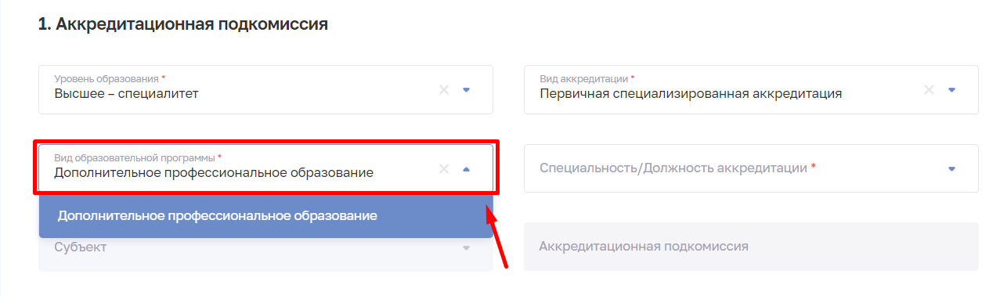 1. Аккредитационная подкомиссия
Уровень образования *
Высшее – специалитет
Вид аккредитации *
Первичная специализированная аккредитация
Вид образовательной программы *
Дополнительное профессиональное образование
Специальность/Должность аккредитации *
Дополнительное профессиональное образование
Субъект
Аккредитационная подкомиссия